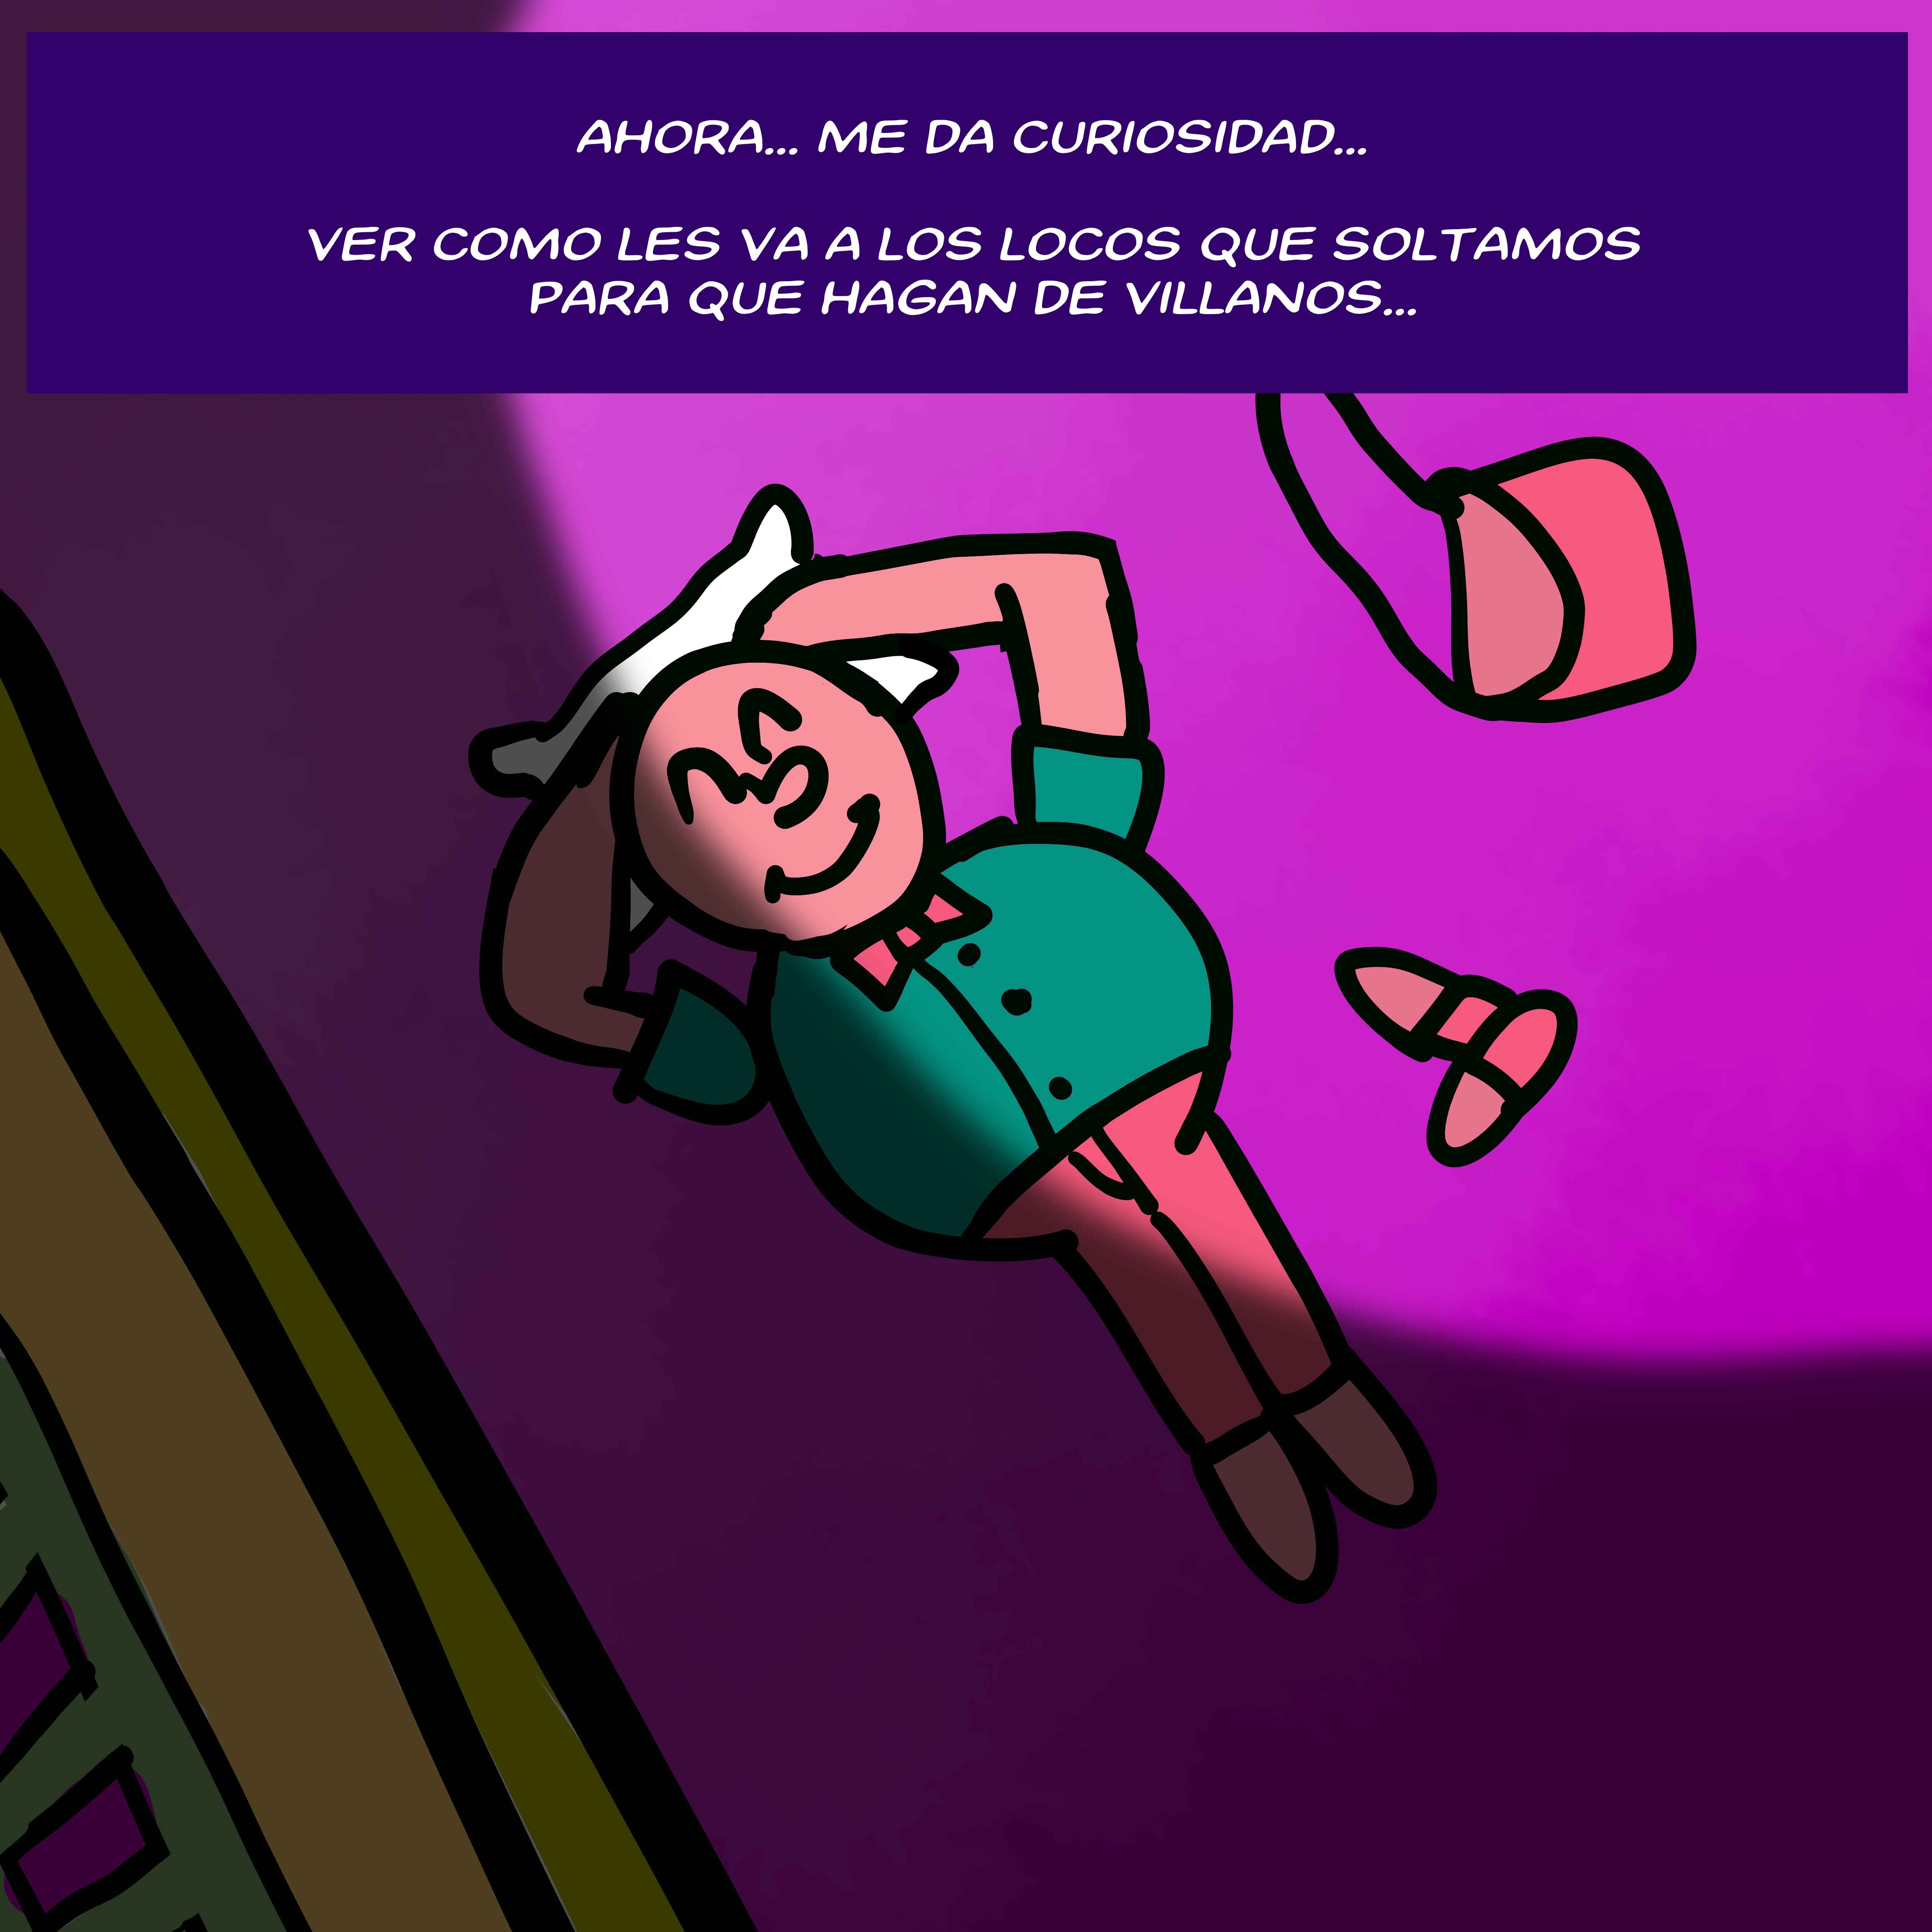 AHORA... ME DA CURIOSIDAD...
VER COMO LES VA A LOS LOCOS QUE SOLTAMOS
PARA QUE HAGAN DE VILLANOS...